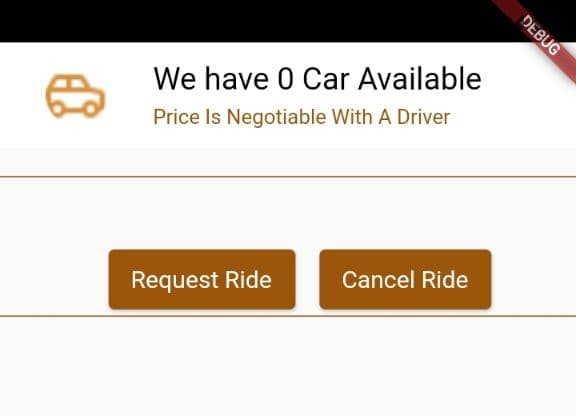 DEBUG
We have 0 Car Available
Price Is Negotiable With A Driver
Request Ride
Cancel Ride